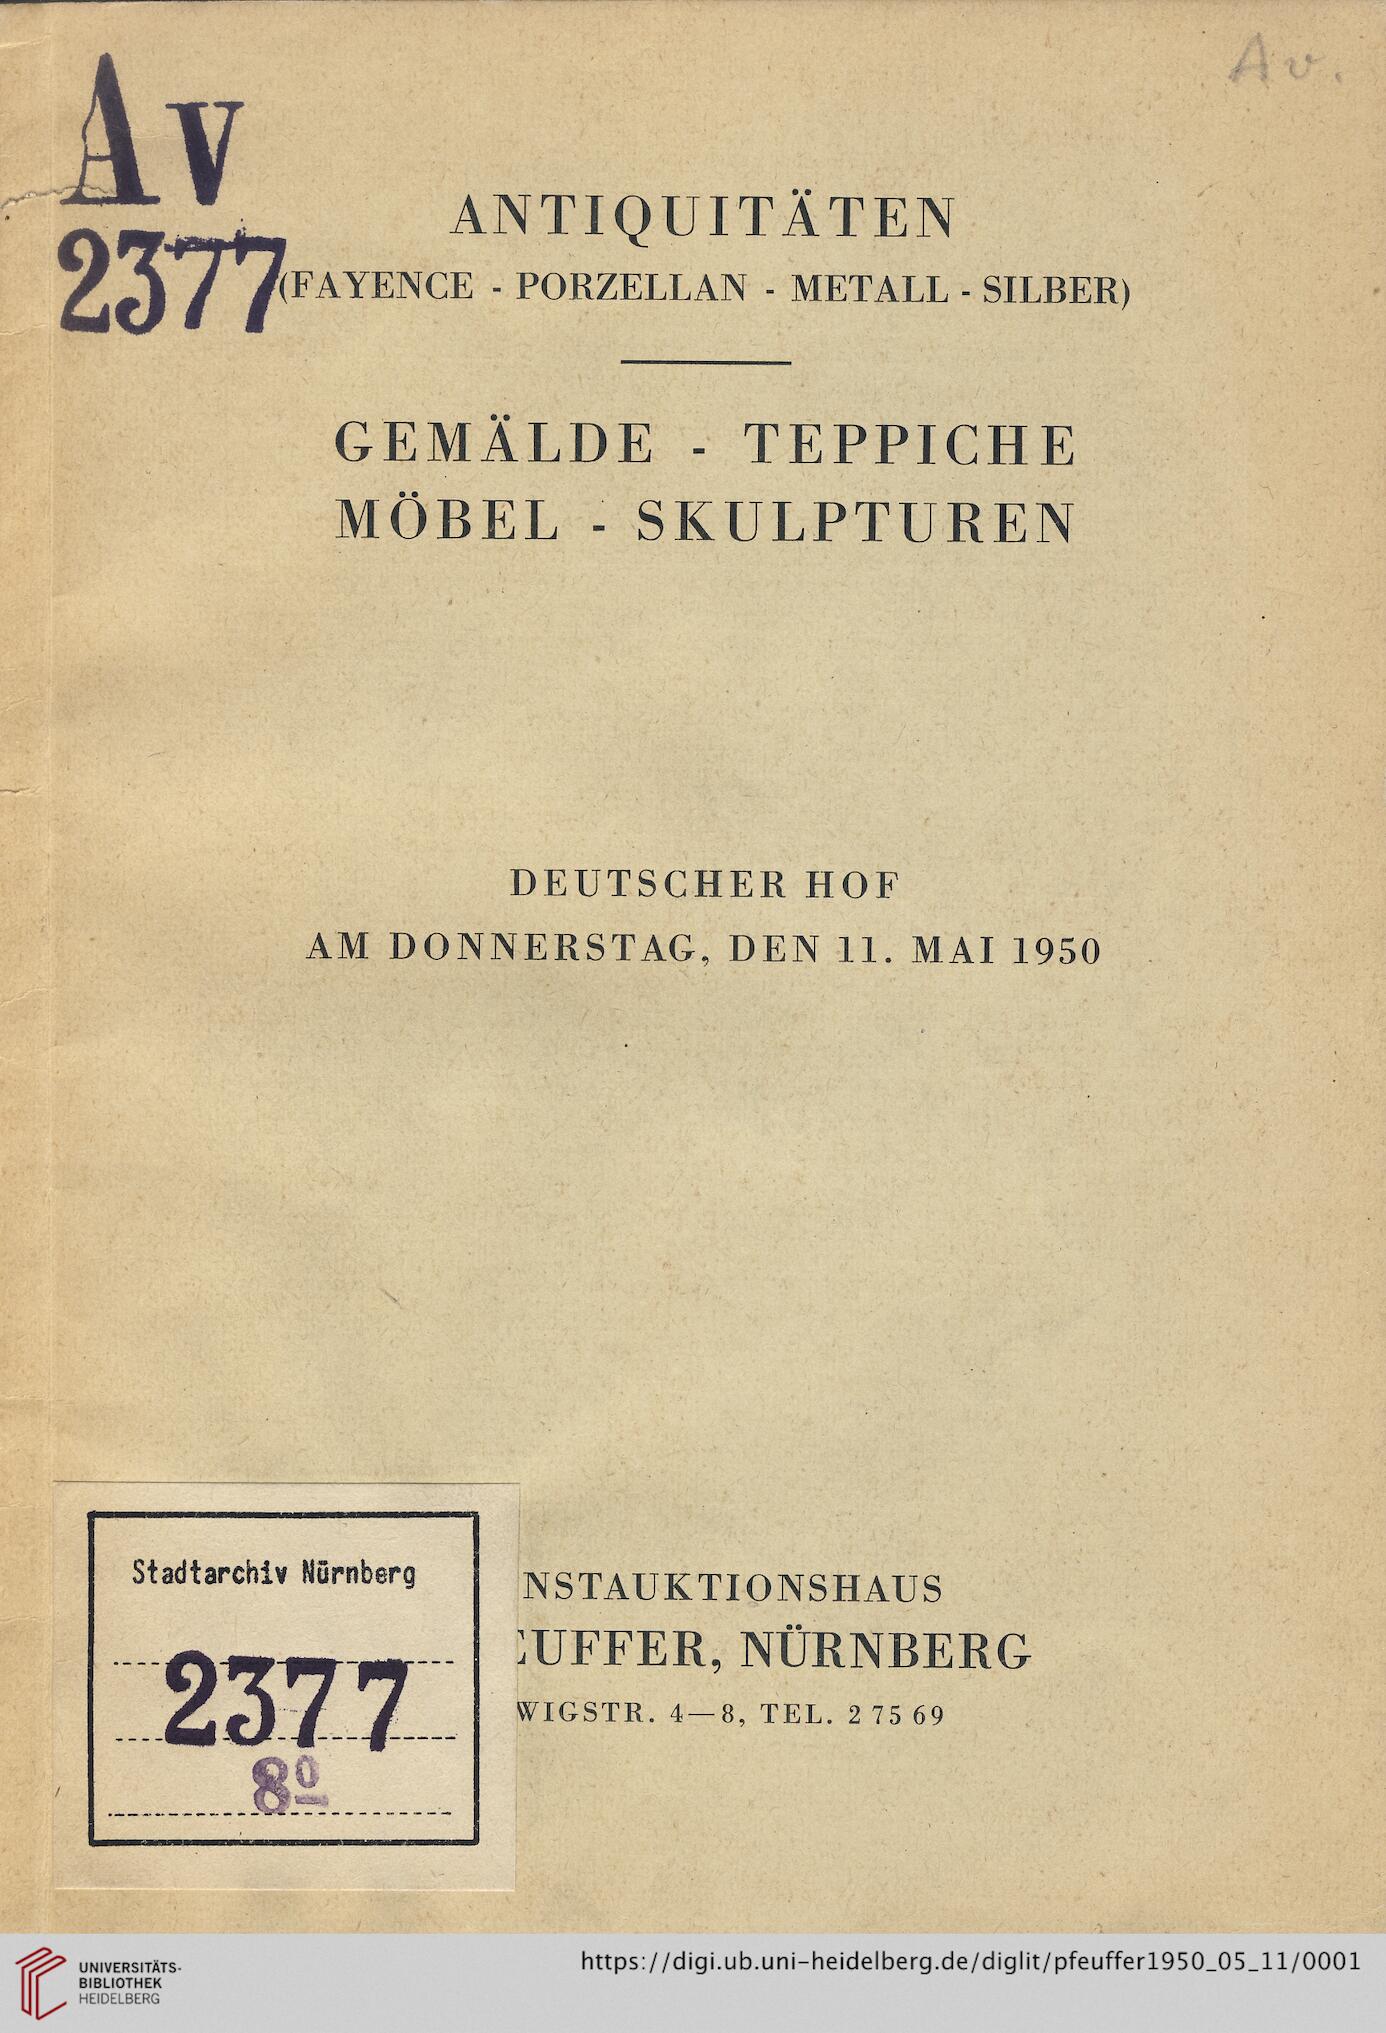 Av.
Av
2377
ANTIQUITÄTEN
(FAYENCE - PORZELLAN - METALL - SILBER)
GEMÄLDE - TEPPICHE
MÖBEL - SKULPTUREN
DEUTSCHER HOF
AM DONNERSTAG, DEN 11. MAI 1950
NSTAUKTIONSHAUS
EUFFER, NÜRNBERG
WIGSTR. 4—8, TEL. 2 75 69
Stadtarchiv Nürnberg
2377
8º
UNIVERSITÄTS-
BIBLIOTHEK
HEIDELBERG
https://digi.ub.uni-heidelberg.de/diglit/pfeuffer1950_05_11/0001